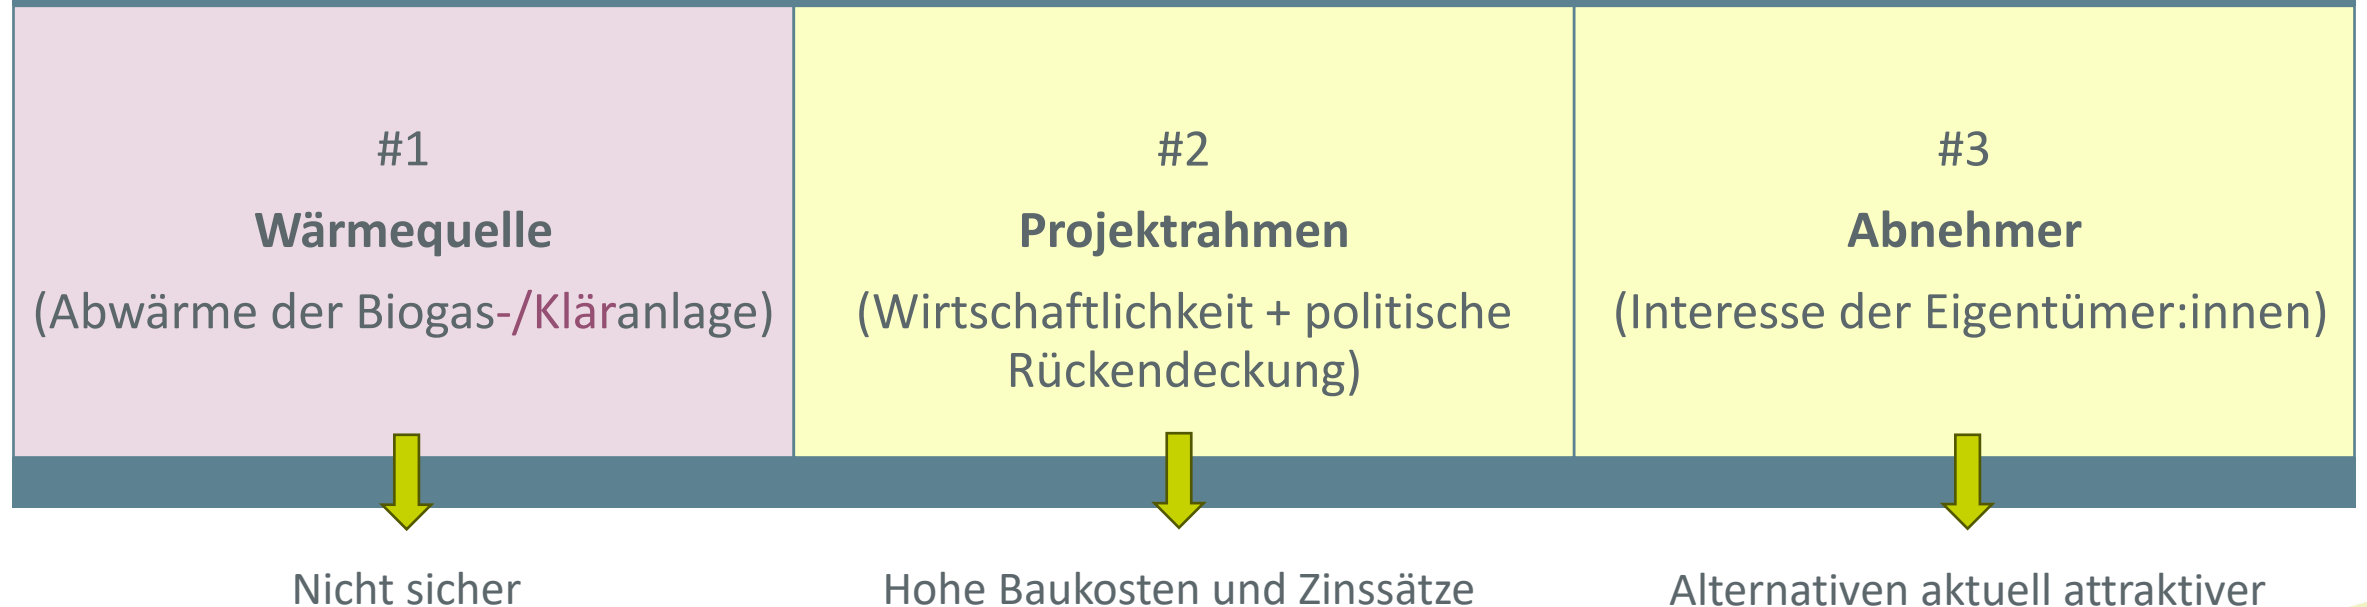 #1
Wärmequelle
(Abwärme der Biogas-/Kläranlage)
#2
Projektrahmen
(Wirtschaftlichkeit + politische
Rückendeckung)
#3
Abnehmer
(Interesse der Eigentümer:innen)
Nicht sicher
Hohe Baukosten und Zinssätze
Alternativen aktuell attraktiver